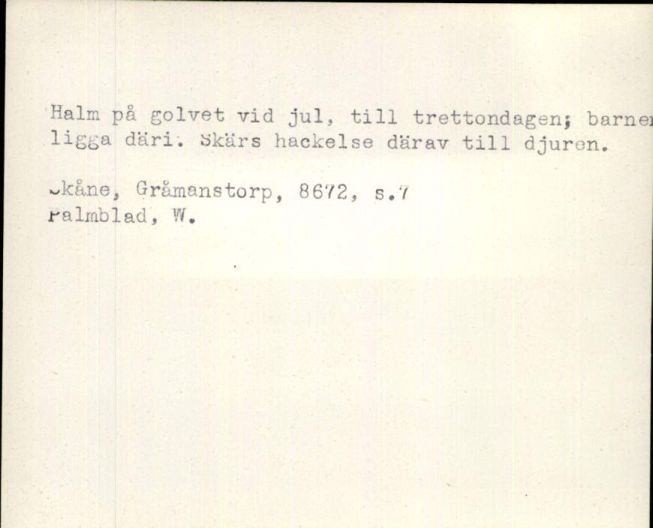 Halm på golvet vid jul, till trettondagen; barnen
ligga däri. Skärs hackelse därav till djuren.
Skåne, Gråmanstorp, 8672, s.7
Palmblad, W.